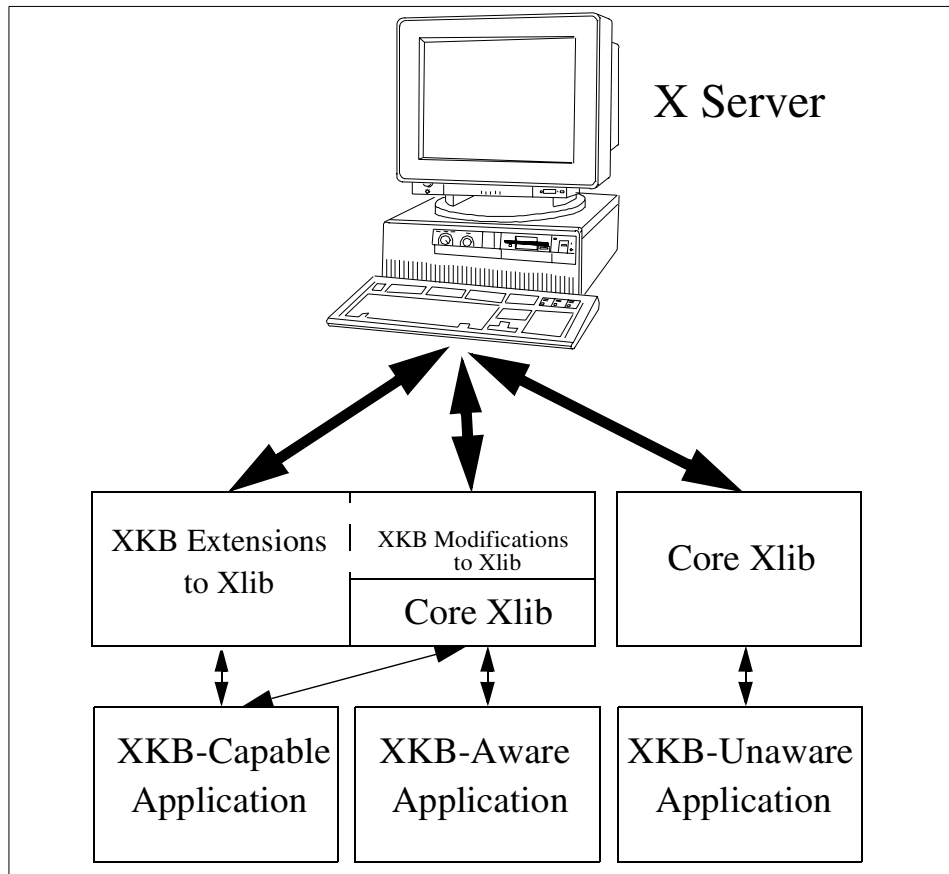 X Server
XKB Extensions
to Xlib
XKB Modifications
to Xlib
Core Xlib
Core Xlib
XKB-Capable
Application
XKB-Aware
Application
XKB-Unaware
Application